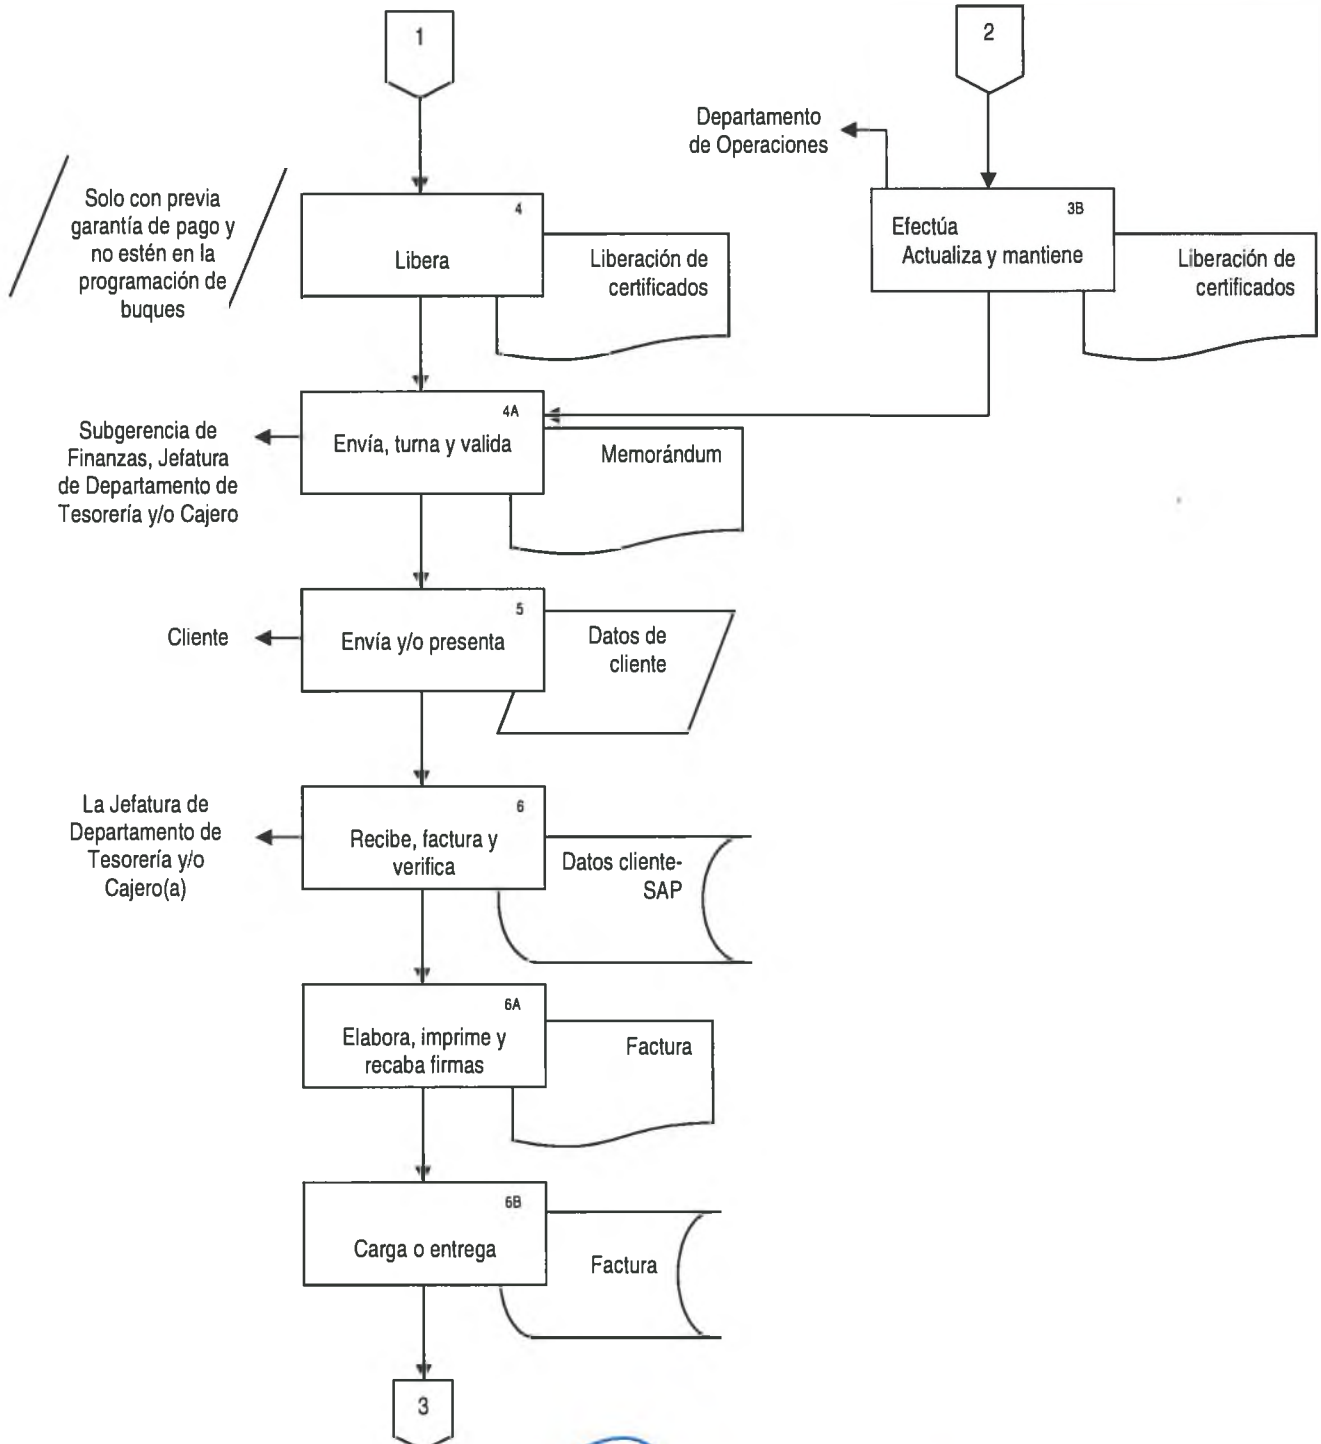 1
2
Departamento
de Operaciones
Solo con previa
garantía de pago y
no estén en la
programación de
buques
4
Libera
Liberación de
certificados
3B
Efectúa
Actualiza y mantiene
Liberación de
certificados
Subgerencia de
Finanzas, Jefatura
de Departamento de
Tesorería y/o Cajero
4A
Envía, turna y valida
Memorándum
Cliente
5
Envía y/o presenta
Datos de
cliente
La Jefatura de
Departamento de
Tesorería y/o
Cajero(a)
6
Recibe, factura y
verifica
Datos cliente-
SAP
6A
Elabora, imprime y
recaba firmas
Factura
6B
Carga o entrega
Factura
3